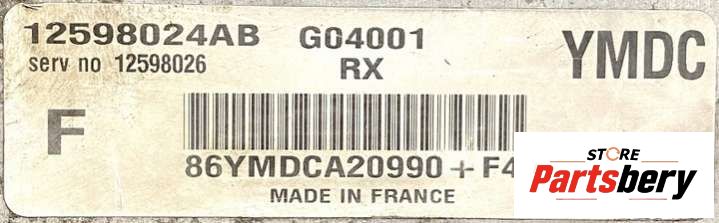 12598024AB G04001 YMDC
serv no 12598026 RX
F
86YMDCA20990+F4
MADE IN FRANCE
STORE
Partsbery